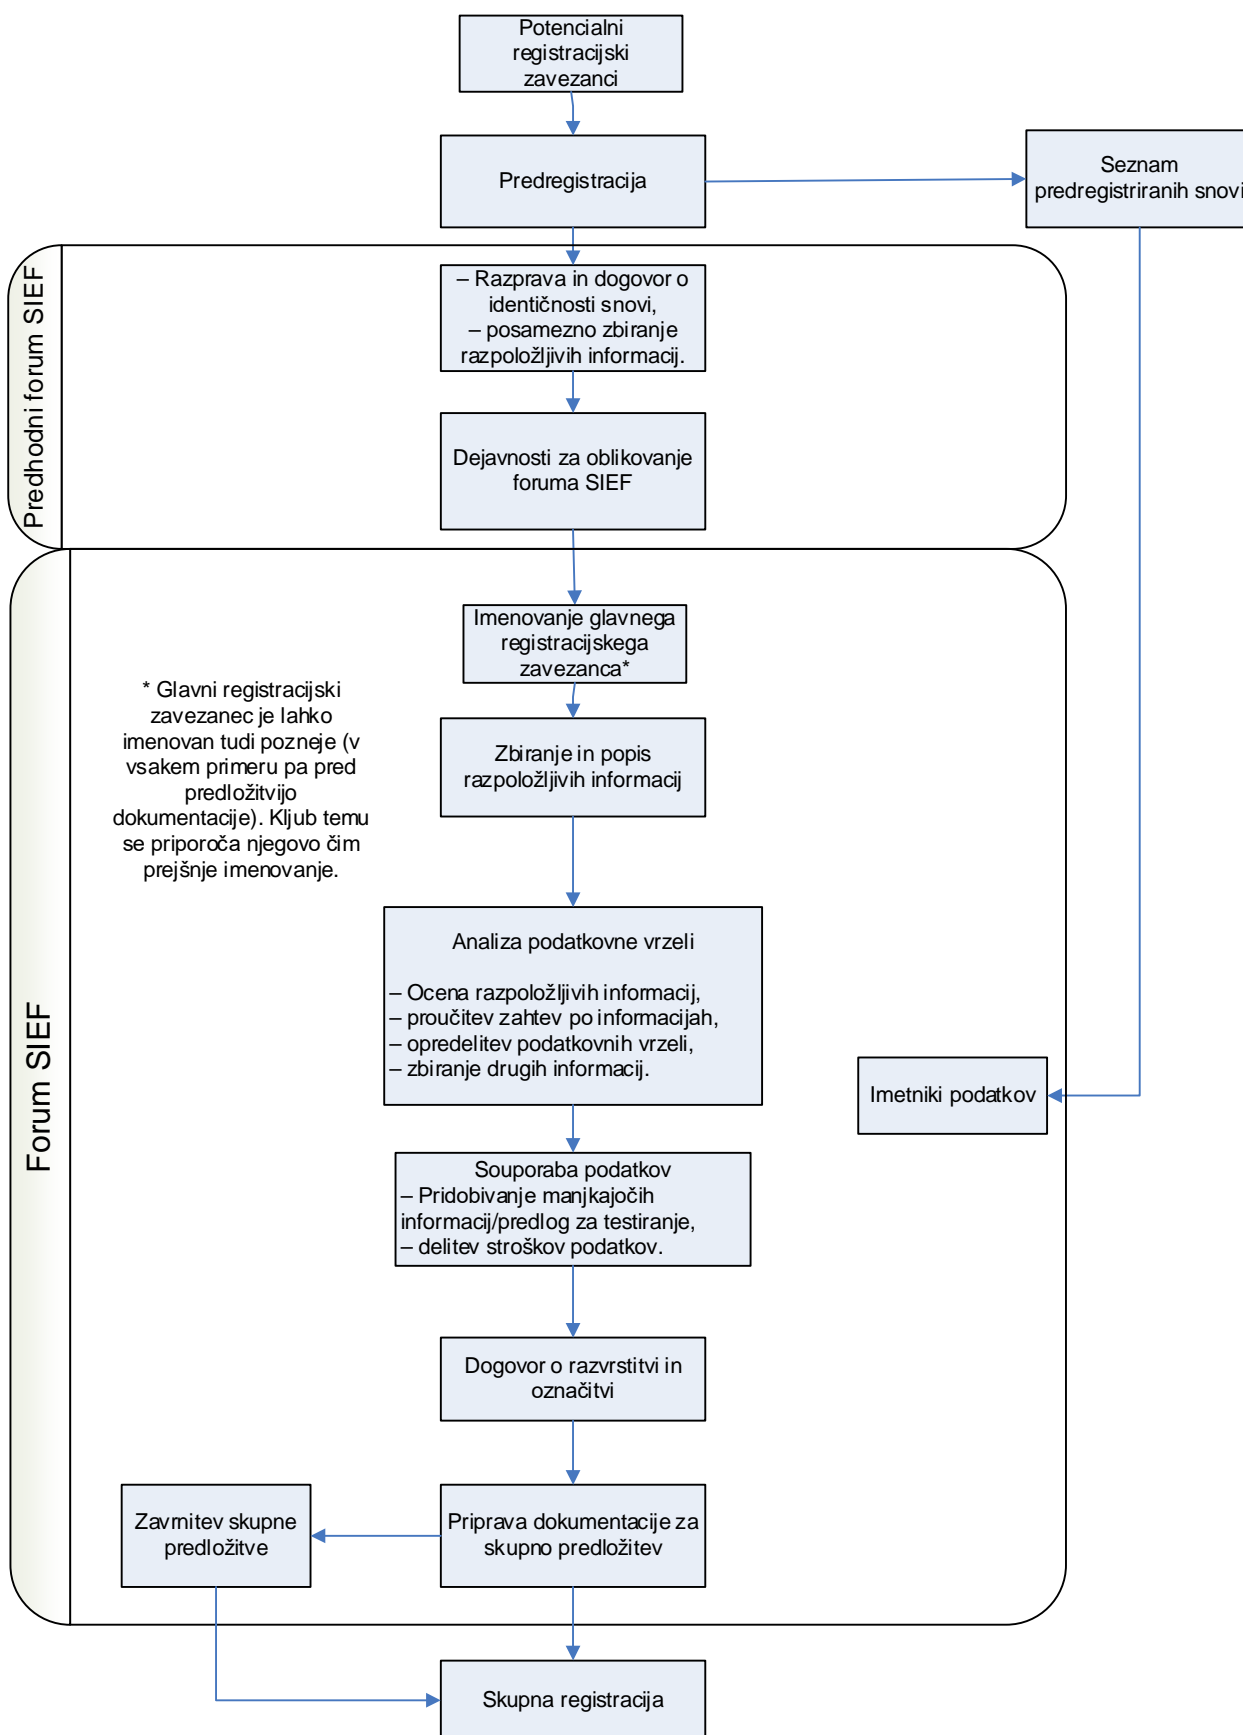 Potencialni
registracijski
zavezanci
Predregistracija
Seznam
predregistriranih snovi
Predhodni forum SIEF
– Razprava in dogovor o
identičnosti snovi,
– posamezno zbiranje
razpoložljivih informacij.
Dejavnosti za oblikovanje
foruma SIEF
Forum SIEF
Imenovanje glavnega
registracijskega
zavezanca*
* Glavni registracijski
zavezanec je lahko
imenovan tudi pozneje (v
vsakem primeru pa pred
predložitvijo
dokumentacije). Kljub temu
se priporoča njegovo čim
prejšnje imenovanje.
Zbiranje in popis
razpoložljivih informacij
Analiza podatkovne vrzeli
– Ocena razpoložljivih informacij,
– proučitev zahtev po informacijah,
– opredelitev podatkovnih vrzeli,
– zbiranje drugih informacij.
Imetniki podatkov
Souporaba podatkov
– Pridobivanje manjkajočih
informacij/predlog za testiranje,
– delitev stroškov podatkov.
Dogovor o razvrstitvi in
označitvi
Zavrnitev skupne
predložitve
Priprava dokumentacije za
skupno predložitev
Skupna registracija